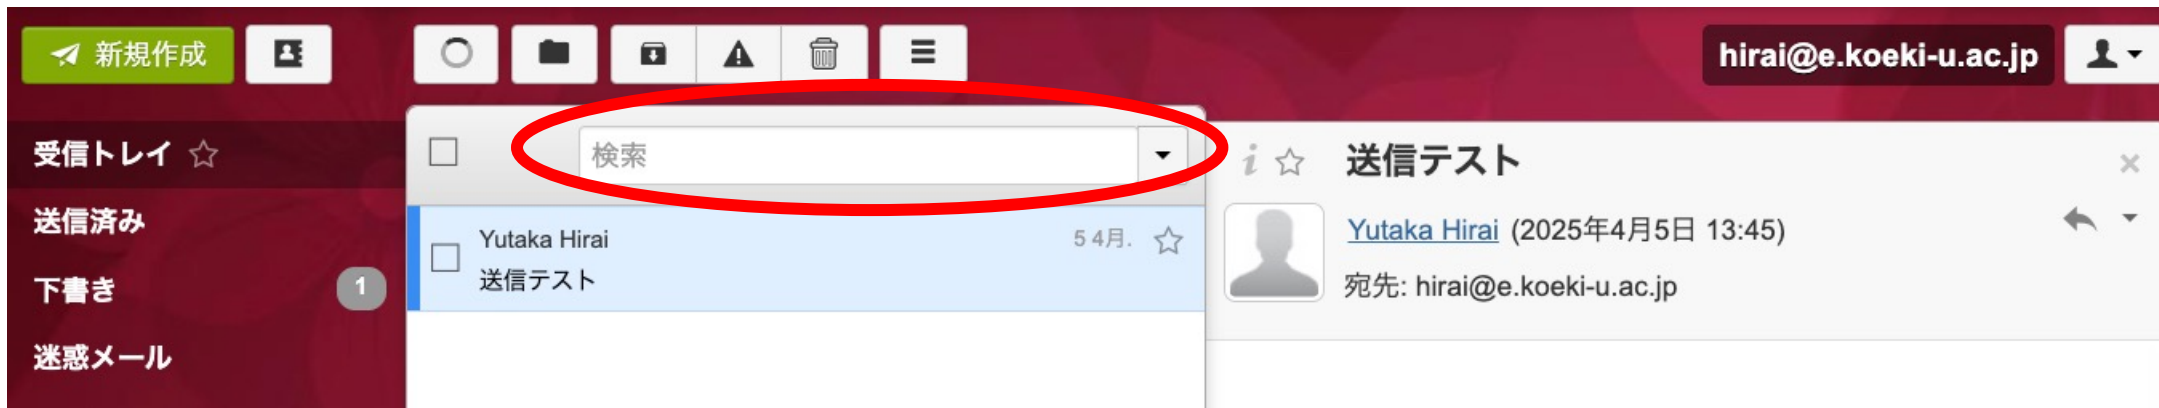 新規作成
hirai@e.koeki-u.ac.jp
受信トレイ
送信済み
下書き 1
迷惑メール
検索
Yutaka Hirai 5 4月.
送信テスト
送信テスト
Yutaka Hirai (2025年4月5日 13:45)
宛先: hirai@e.koeki-u.ac.jp